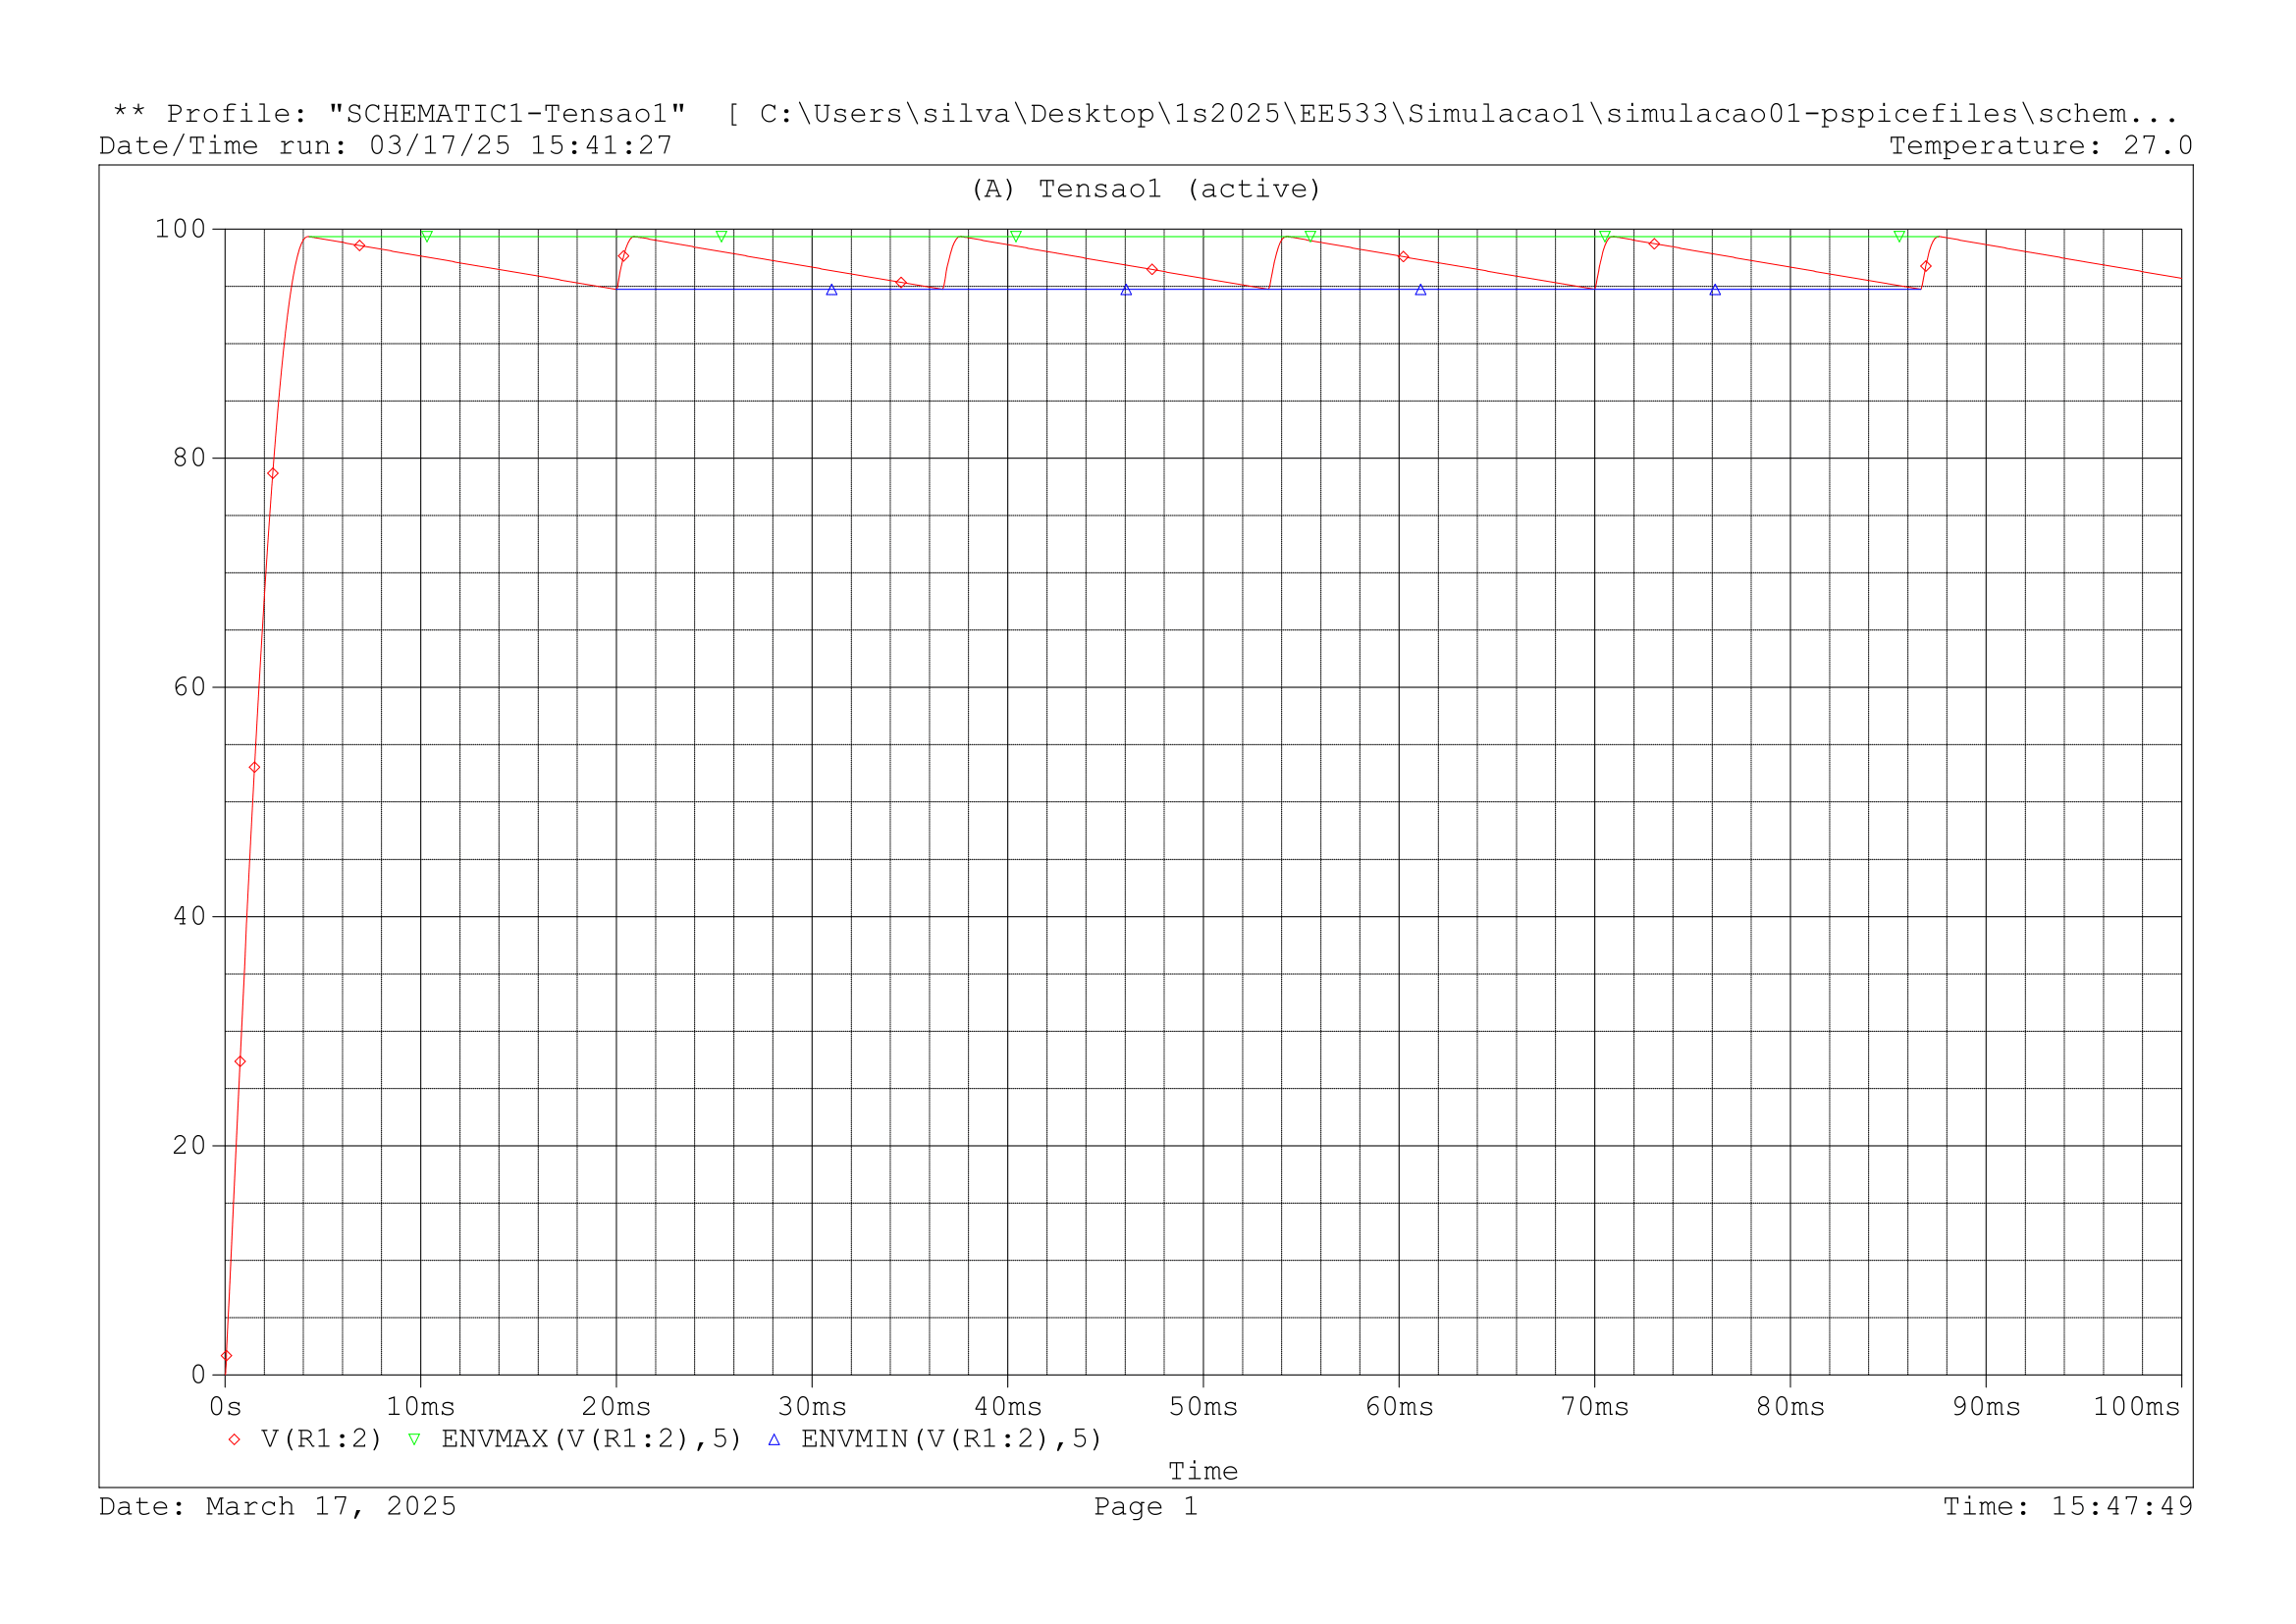 ** Profile: "SCHEMATIC1-Tensao1"  [ C:\Users\silva\Desktop\1s2025\EE533\Simulacao1\simulacao01-pspicefiles\schem...
Date/Time run: 03/17/25 15:41:27 Temperature: 27.0
(A) Tensao1 (active)
100
80
60
40
20
0
0s 10ms 20ms 30ms 40ms 50ms 60ms 70ms 80ms 90ms 100ms
V(R1:2) ENVMAX(V(R1:2),5) ENVMIN(V(R1:2),5)
Time
Date: March 17, 2025 Page 1 Time: 15:47:49